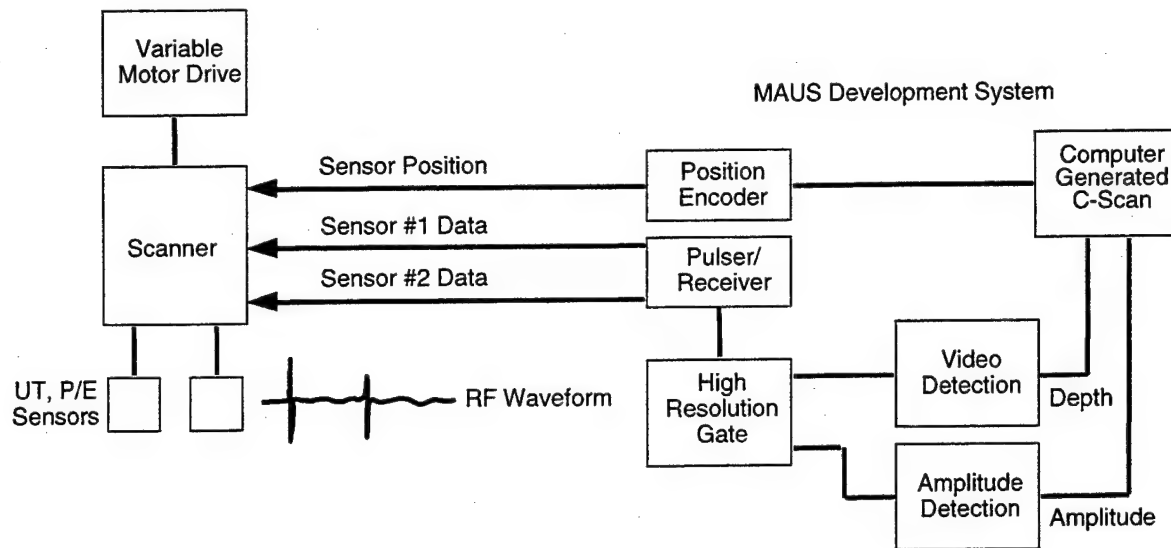 Variable
Motor Drive
MAUS Development System
Sensor Position
Position
Encoder
Computer
Generated
C-Scan
Scanner
Sensor #1 Data
Pulser/
Receiver
Sensor #2 Data
UT, P/E
Sensors
RF Waveform
High
Resolution
Gate
Video
Detection
Depth
Amplitude
Detection
Amplitude